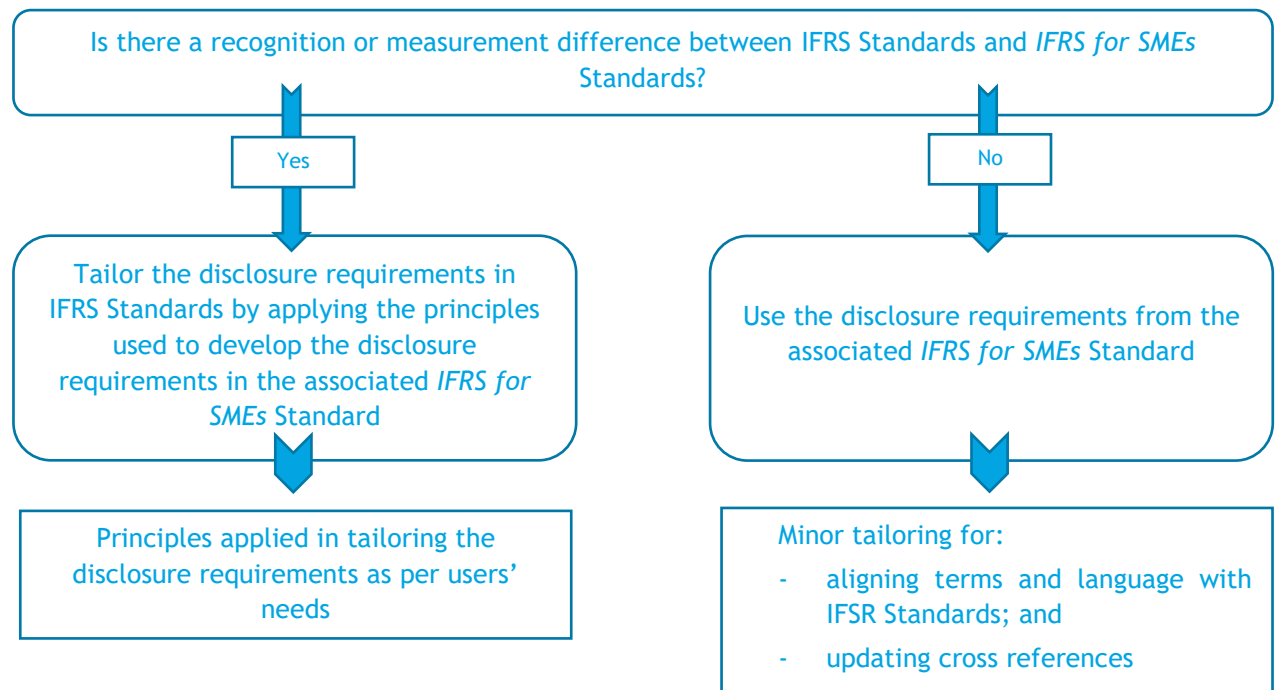 Is there a recognition or measurement difference between IFRS Standards and IFRS for SMEs
Standards?
Yes
No
Tailor the disclosure requirements in
IFRS Standards by applying the principles
used to develop the disclosure
requirements in the associated IFRS for
SMEs Standard
Use the disclosure requirements from the
associated IFRS for SMEs Standard
Principles applied in tailoring the
disclosure requirements as per users’
needs
Minor tailoring for:
- aligning terms and language with
IFSR Standards; and
- updating cross references